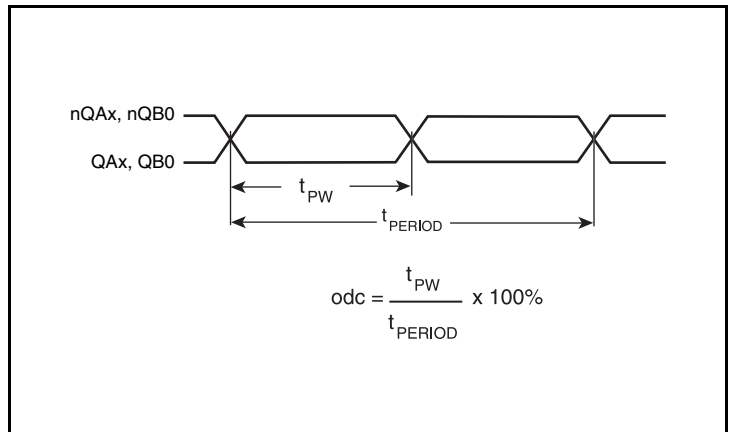 nQAx, nQB0
QAx, QB0
tPW
tPERIOD
odc = tPW / tPERIOD x 100%